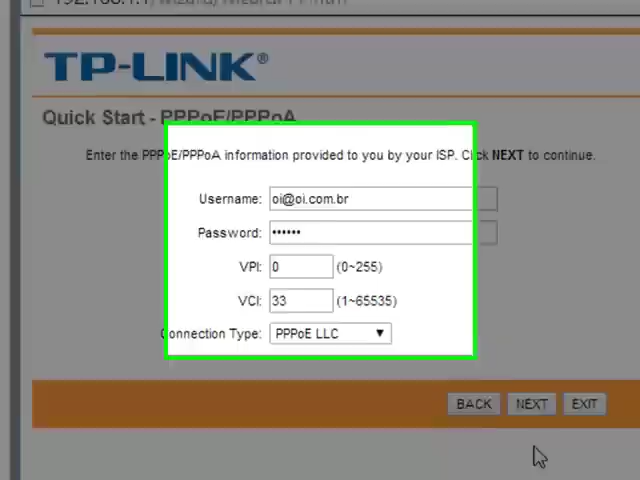 TP-LINK®
Quick Start - PPPoE/PPPoA
Enter the PPPoE/PPPoA information provided to you by your ISP. Click NEXT to continue.
Username: oi@oi.com.br
Password: ••••••
VPI: 0 (0~255)
VCI: 33 (1~65535)
Connection Type: PPPoE LLC ▼
BACK NEXT EXIT